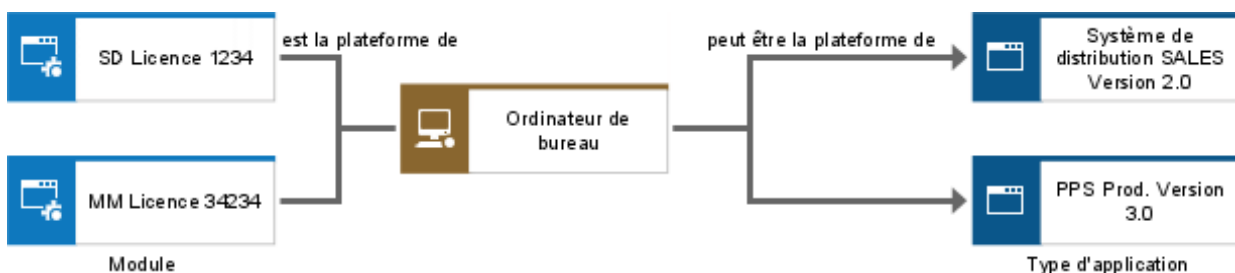 SD Licence 1234
est la plateforme de
peut être la plateforme de
Système de
distribution SALES
Version 2.0
Ordinateur de
bureau
MM Licence 34234
PPS Prod. Version
3.0
Module
Type d'application